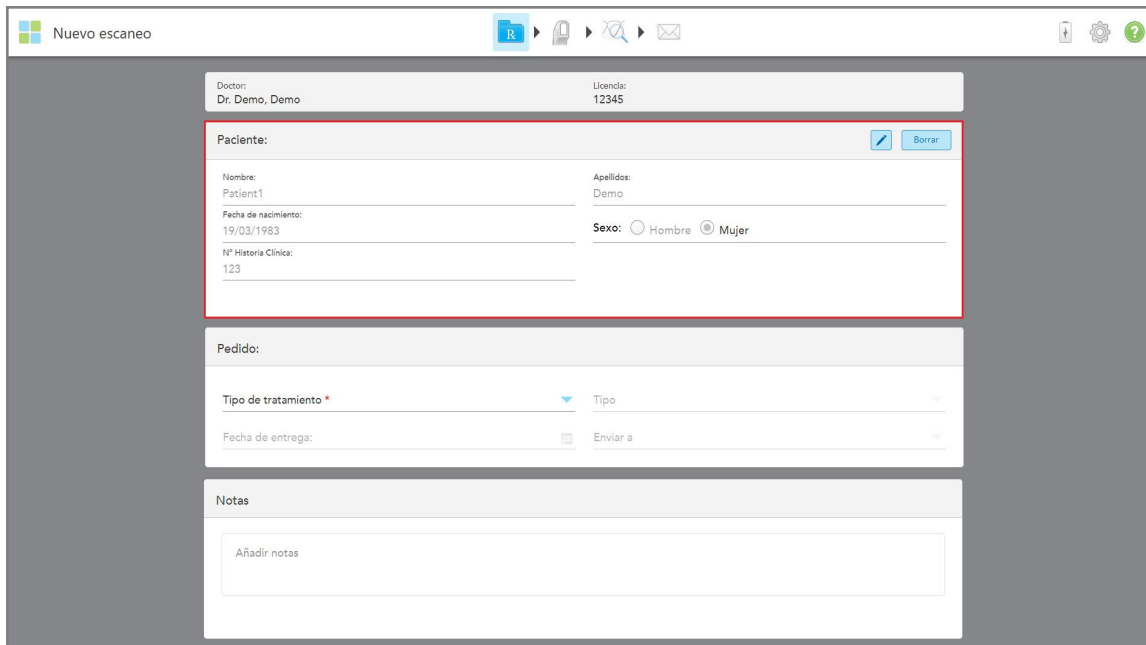 Nuevo escaneo
R
?
Doctor:
Dr. Demo, Demo
Licencia:
12345
Paciente:
Borrar
Nombre:
Patient1
Apellidos:
Demo
Fecha de nacimiento:
19/03/1983
Sexo: Hombre Mujer
N° Historia Clínica:
123
Pedido:
Tipo de tratamiento *
Tipo
Fecha de entrega:
Enviar a
Notas
Añadir notas